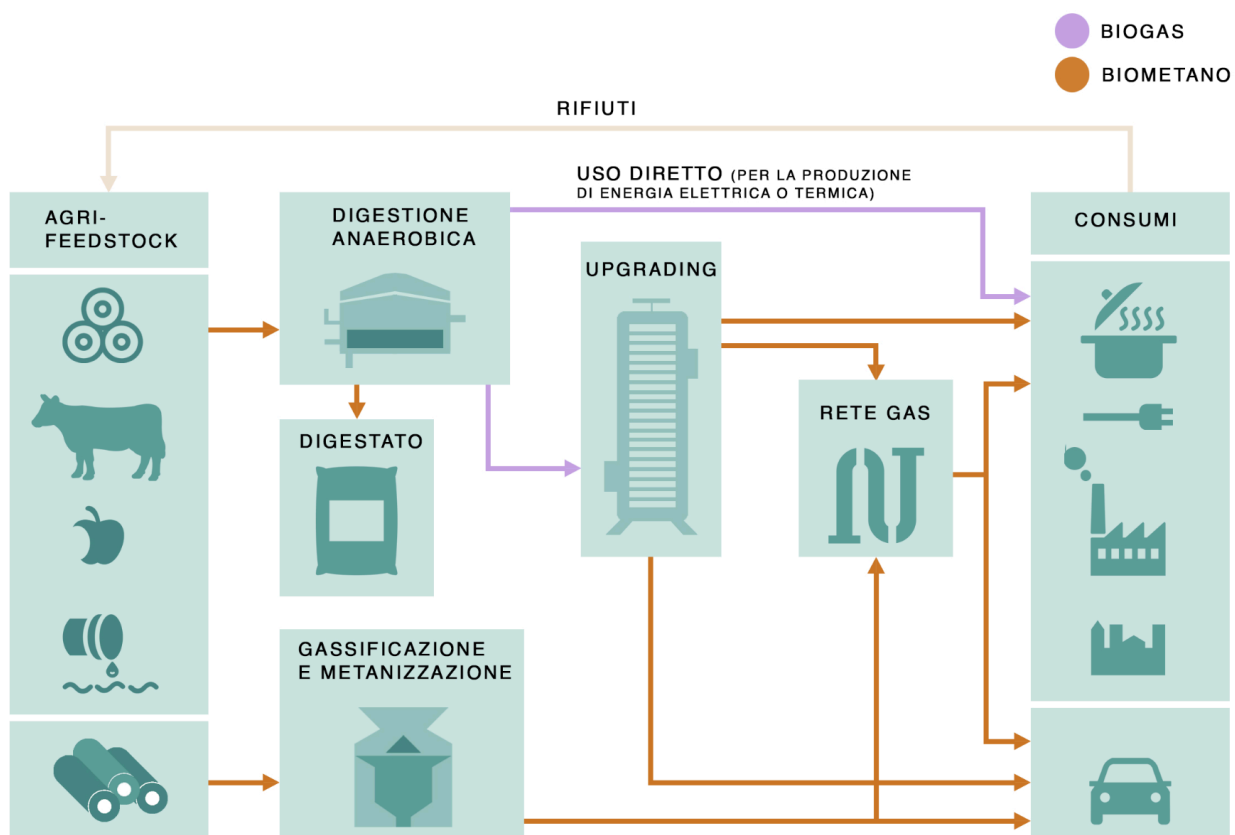 BIOGAS
BIOMETANO
RIFIUTI
USO DIRETTO (PER LA PRODUZIONE
DI ENERGIA ELETTRICA O TERMICA)
AGRI-
FEEDSTOCK
DIGESTIONE
ANAEROBICA
UPGRADING
CONSUMI
RETE GAS
DIGESTATO
GASSIFICAZIONE
E METANIZZAZIONE